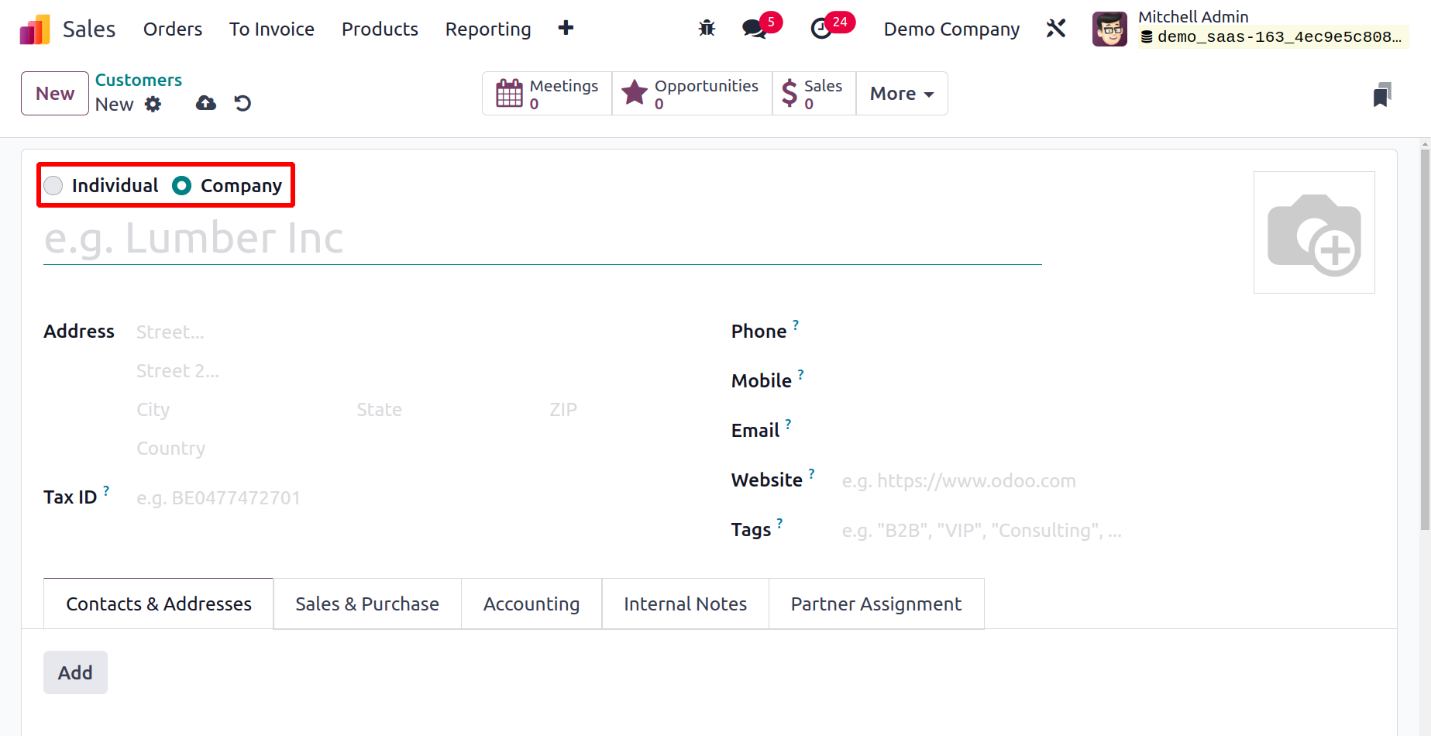 Sales Orders To Invoice Products Reporting 5 24 Demo Company Mitchell Admin
demo_saas-163_4ec9e5c808…
New Customers
New
Meetings 0 Opportunities 0 Sales 0 More
Individual Company
e.g. Lumber Inc
Address Street...
Street 2...
City State ZIP
Country
Tax ID ? e.g. BE0477472701
Phone ?
Mobile ?
Email ?
Website ? e.g. https://www.odoo.com
Tags ? e.g. "B2B", "VIP", "Consulting", ...
Contacts & Addresses Sales & Purchase Accounting Internal Notes Partner Assignment
Add